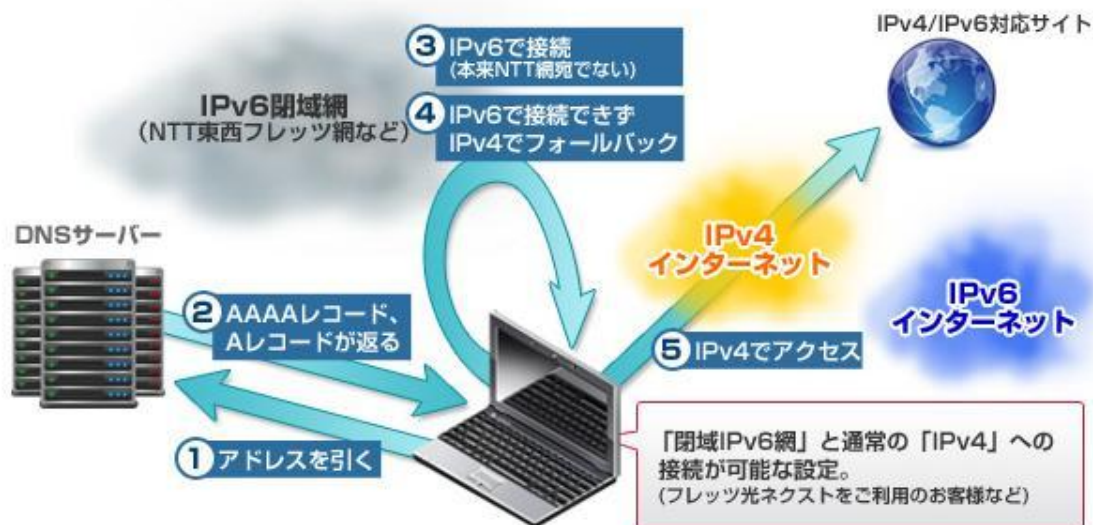 IPv4/IPv6対応サイト
③ IPv6で接続
(本来NTT網宛でない)
IPv6閉域網
(NTT東西フレッツ網など)
④ IPv6で接続できず
IPv4でフォールバック
DNSサーバー
IPv4
インターネット
IPv6
インターネット
② AAAAレコード、
Aレコードが返る
⑤ IPv4でアクセス
① アドレスを引く
「閉域IPv6網」と通常の「IPv4」への
接続が可能な設定。
(フレッツ光ネクストをご利用のお客様など)